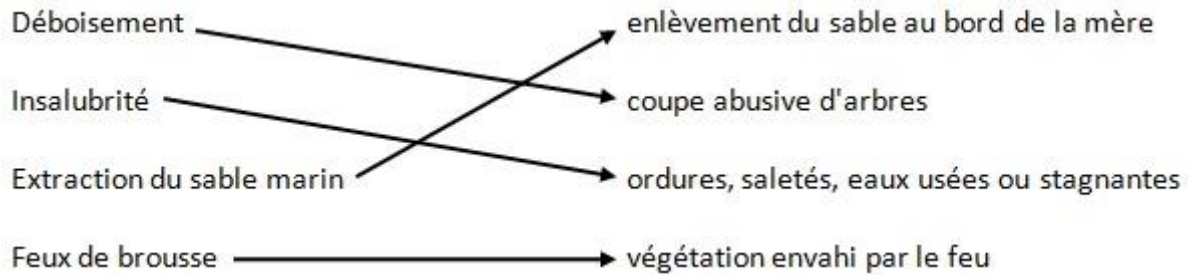 Déboisement enlèvement du sable au bord de la mère
Insalubrité coupe abusive d'arbres
Extraction du sable marin ordures, saletés, eaux usées ou stagnantes
Feux de brousse végétation envahi par le feu